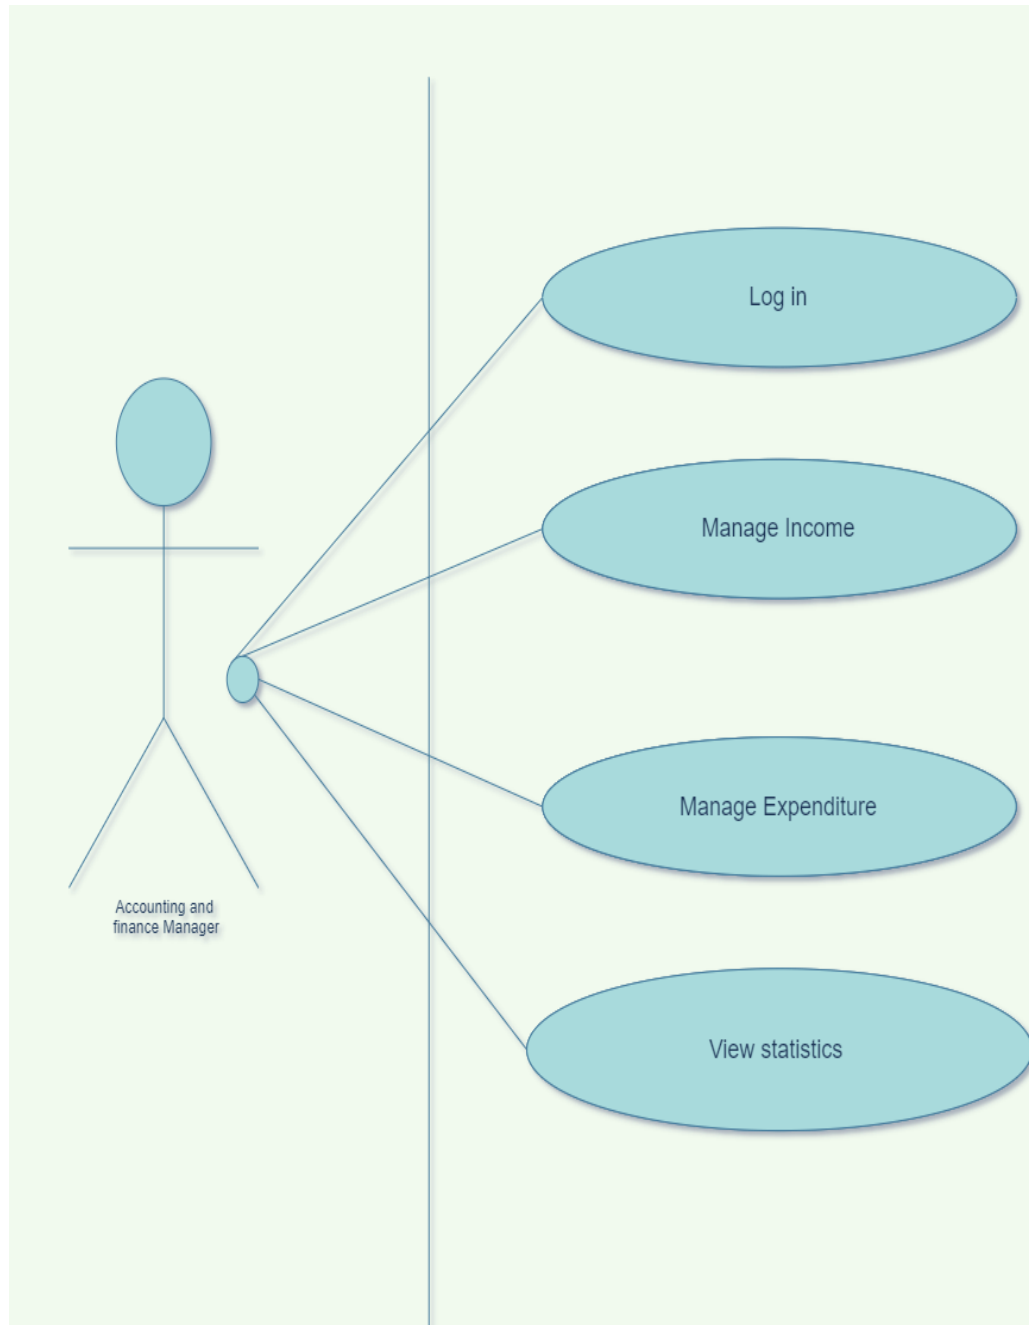 Log in
Manage Income
Manage Expenditure
Accounting and
finance Manager
View statistics